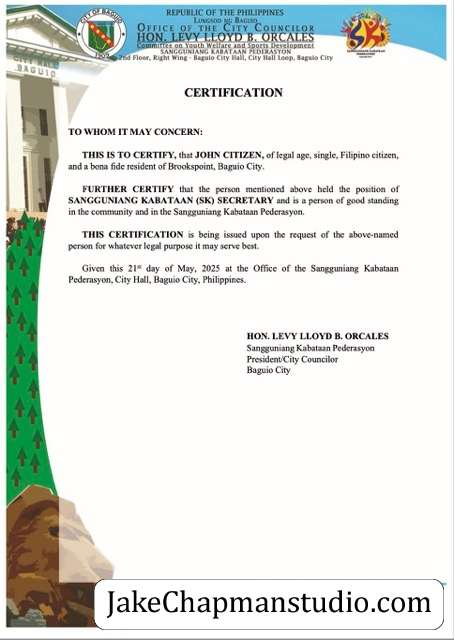 CITY OF BAGUIO
1909
REPUBLIC OF THE PHILIPPINES
LUNGSOD NG BAGUIO
OFFICE OF THE CITY COUNCILOR
HON. LEVY LLOYD B. ORCALES
Committee on Youth Welfare and Sports Development
SANGGUNIANG KABATAAN PEDERASYON
2nd Floor, Right Wing - Baguio City Hall, City Hall Loop, Baguio City
SK
BAGUIO
CERTIFICATION
TO WHOM IT MAY CONCERN:
THIS IS TO CERTIFY, that JOHN CITIZEN, of legal age, single, Filipino citizen,
and a bona fide resident of Brookspoint, Baguio City.
FURTHER CERTIFY that the person mentioned above held the position of
SANGGUNIANG KABATAAN (SK) SECRETARY and is a person of good standing
in the community and in the Sangguniang Kabataan Pederasyon.
THIS CERTIFICATION is being issued upon the request of the above-named
person for whatever legal purpose it may serve best.
Given this 21st day of May, 2025 at the Office of the Sangguniang Kabataan
Pederasyon, City Hall, Baguio City, Philippines.
HON. LEVY LLOYD B. ORCALES
Sangguniang Kabataan Pederasyon
President/City Councilor
Baguio City
JakeChapmanstudio.com